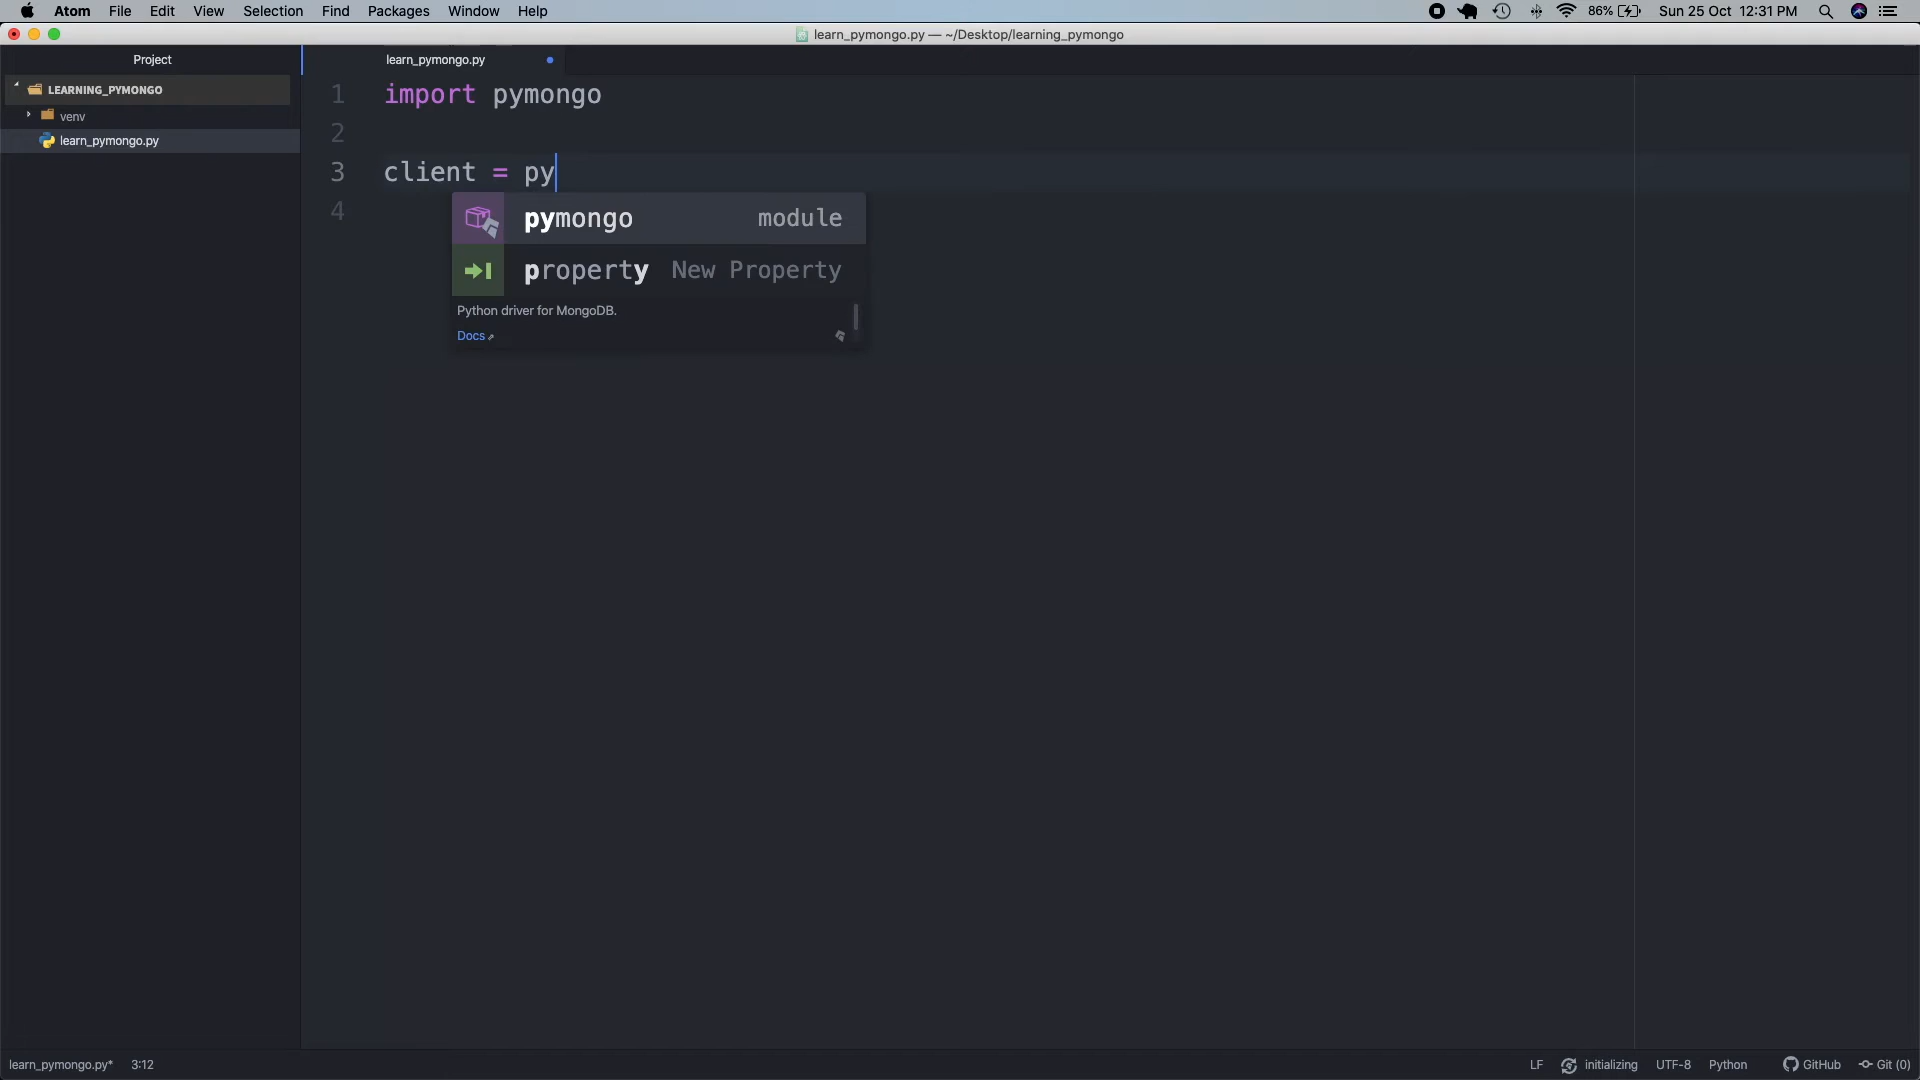 Atom File Edit View Selection Find Packages Window Help 86% Sun 25 Oct 12:31 PM
learn_pymongo.py — ~/Desktop/learning_pymongo
Project
learn_pymongo.py
LEARNING_PYMONGO
venv
learn_pymongo.py
1 import pymongo
2
3 client = py
4
pymongo module
property New Property
Python driver for MongoDB.
Docs
learn_pymongo.py* 3:12 LF initializing UTF-8 Python GitHub Git (0)